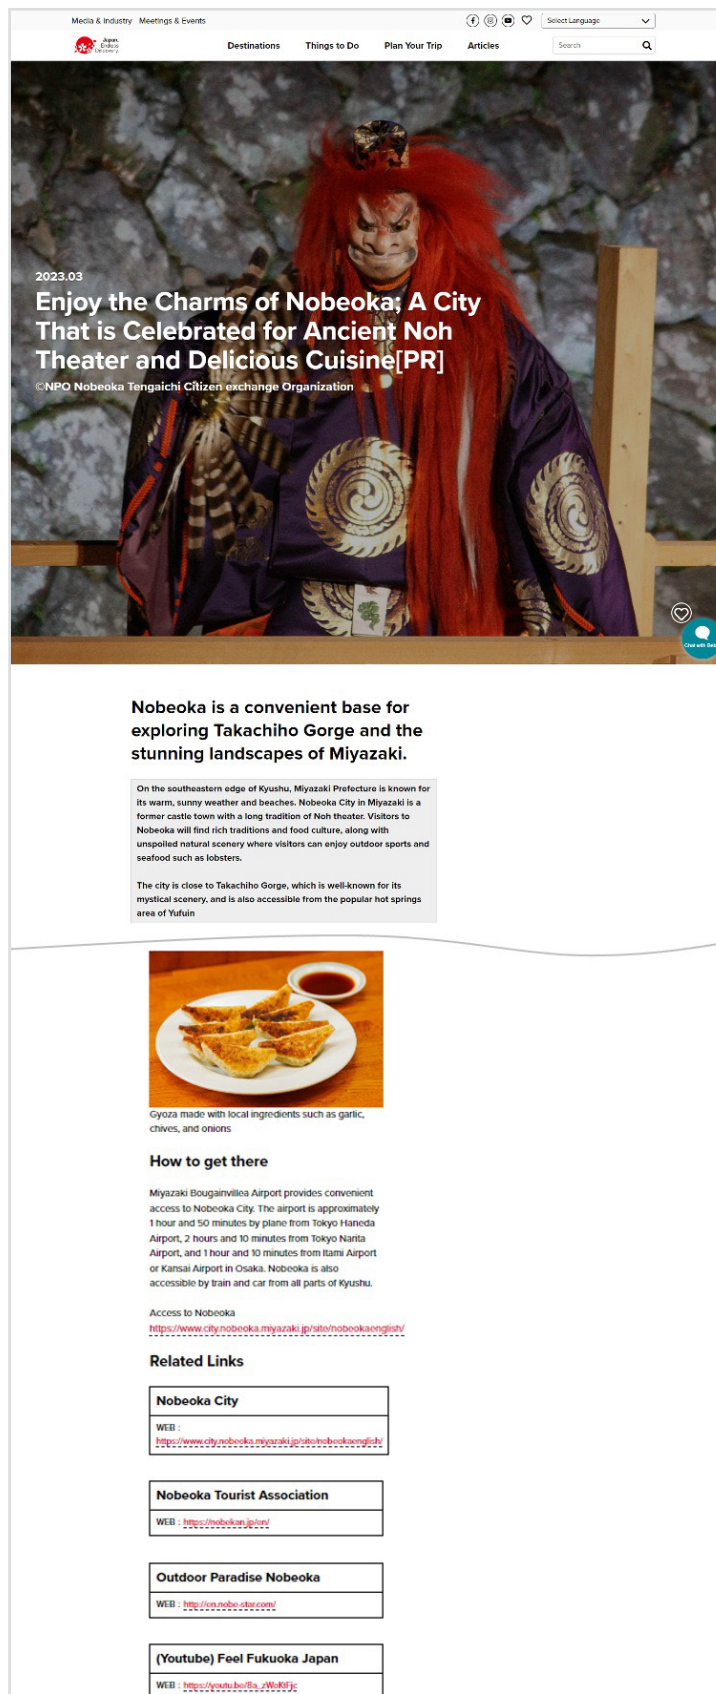 Media & Industry Meetings & Events
Select Language
Japan.
Endless
Discovery.
Destinations
Things to Do
Plan Your Trip
Articles
Search
2023.03
Enjoy the Charms of Nobeoka; A City
That is Celebrated for Ancient Noh
Theater and Delicious Cuisine[PR]
©NPO Nobeoka Tengaichi Citizen exchange Organization
Chat with
Nobeoka is a convenient base for
exploring Takachiho Gorge and the
stunning landscapes of Miyazaki.
On the southeastern edge of Kyushu, Miyazaki Prefecture is known for
its warm, sunny weather and beaches. Nobeoka City in Miyazaki is a
former castle town with a long tradition of Noh theater. Visitors to
Nobeoka will find rich traditions and food culture, along with
unspoiled natural scenery where visitors can enjoy outdoor sports and
seafood such as lobsters.
The city is close to Takachiho Gorge, which is well-known for its
mystical scenery, and is also accessible from the popular hot springs
area of Yufuin
Gyoza made with local ingredients such as garlic,
chives, and onions
How to get there
Miyazaki Bougainvillea Airport provides convenient
access to Nobeoka City. The airport is approximately
1 hour and 50 minutes by plane from Tokyo Haneda
Airport, 2 hours and 10 minutes from Tokyo Narita
Airport, and 1 hour and 10 minutes from Itami Airport
or Kansai Airport in Osaka. Nobeoka is also
accessible by train and car from all parts of Kyushu.
Access to Nobeoka
https://www.city.nobeoka.miyazaki.jp/site/nobeokaenglish/
Related Links
Nobeoka City
WEB :
https://www.city.nobeoka.miyazaki.jp/site/nobeokaenglish/
Nobeoka Tourist Association
WEB : https://nobekan.jp/en/
Outdoor Paradise Nobeoka
WEB : http://en.nobe-star.com/
(Youtube) Feel Fukuoka Japan
WEB : https://youtu.be/8a_zWoKtFjc